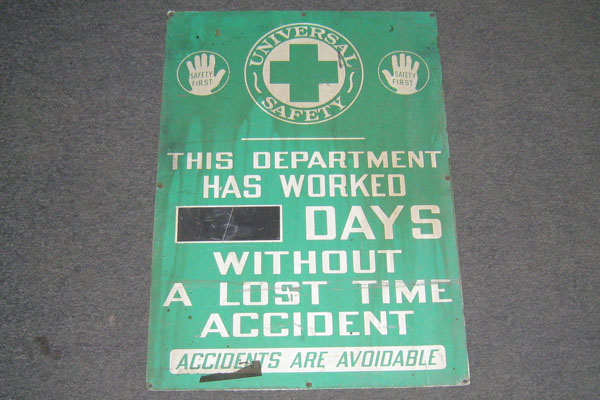 UNIVERSAL
SAFETY
SAFETY
FIRST
SAFETY
FIRST
THIS DEPARTMENT
HAS WORKED
DAYS
WITHOUT
A LOST TIME
ACCIDENT
ACCIDENTS ARE AVOIDABLE